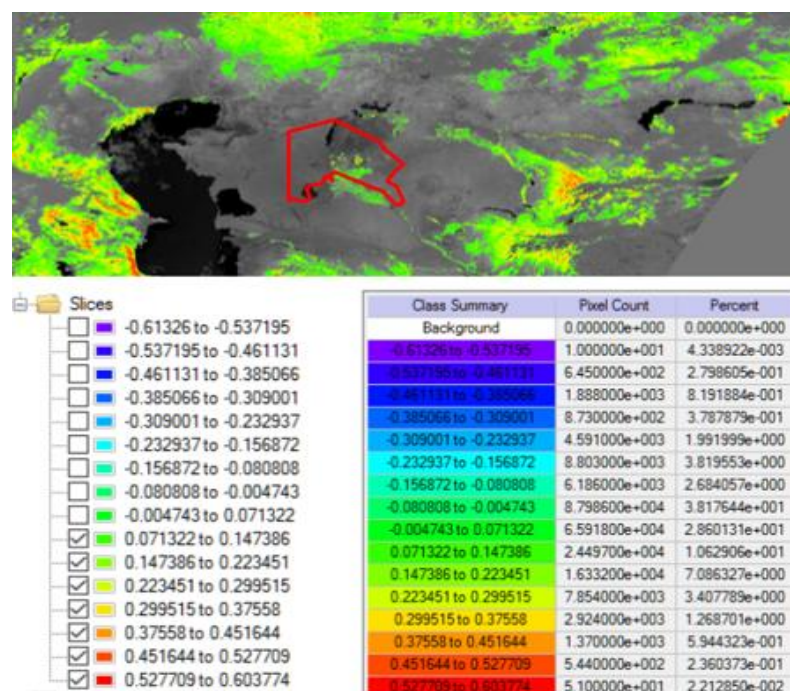 Slices
-0.61326 to -0.537195
-0.537195 to -0.461131
-0.461131 to -0.385066
-0.385066 to -0.309001
-0.309001 to -0.232937
-0.232937 to -0.156872
-0.156872 to -0.080808
-0.080808 to -0.004743
-0.004743 to 0.071322
0.071322 to 0.147386
0.147386 to 0.223451
0.223451 to 0.299515
0.299515 to 0.37558
0.37558 to 0.451644
0.451644 to 0.527709
0.527709 to 0.603774
Class Summary Pixel Count Percent
Background 0.000000e+000 0.000000e+000
-0.61326 to -0.537195 1.000000e+001 4.338922e-003
-0.537195 to -0.461131 6.450000e+002 2.798605e-001
-0.461131 to -0.385066 1.888000e+003 8.191884e-001
-0.385066 to -0.309001 8.730000e+002 3.787879e-001
-0.309001 to -0.232937 4.591000e+003 1.991999e+000
-0.232937 to -0.156872 8.803000e+003 3.819553e+000
-0.156872 to -0.080808 6.186000e+003 2.684057e+000
-0.080808 to -0.004743 8.798600e+004 3.817644e+001
-0.004743 to 0.071322 6.591800e+004 2.860131e+001
0.071322 to 0.147386 2.449700e+004 1.062906e+001
0.147386 to 0.223451 1.633200e+004 7.086327e+000
0.223451 to 0.299515 7.854000e+003 3.407789e+000
0.299515 to 0.37558 2.924000e+003 1.268701e+000
0.37558 to 0.451644 1.370000e+003 5.944323e-001
0.451644 to 0.527709 5.440000e+002 2.360373e-001
0.527709 to 0.603774 5.100000e+001 2.212850e-002